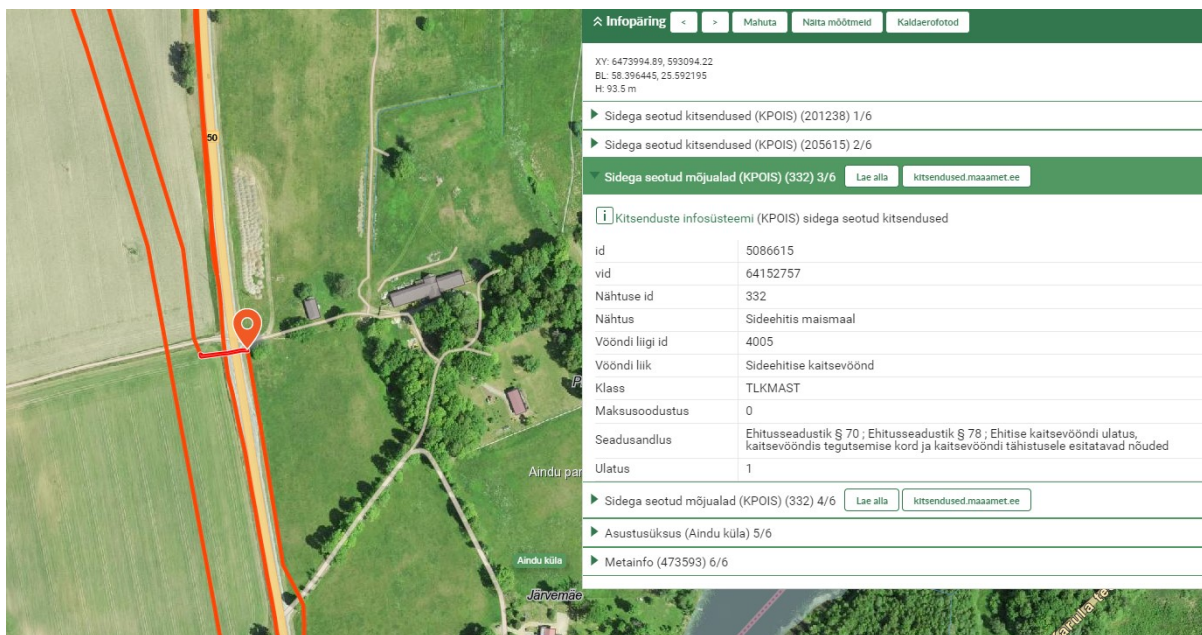 Infopäring < > Mahuta Näita mõõtmeid Kaldaerofotod
XY: 6473994.89, 593094.22
BL: 58.396445, 25.592195
H: 93.5 m
Sidega seotud kitsendused (KPOIS) (201238) 1/6
Sidega seotud kitsendused (KPOIS) (205615) 2/6
Sidega seotud mõjualad (KPOIS) (332) 3/6 Lae alla kitsendused.maaamet.ee
i Kitsenduste infosüsteemi (KPOIS) sidega seotud kitsendused
id 5086615
vid 64152757
Nähtuse id 332
Nähtus Sideehitis maismaal
Vööndi liigi id 4005
Vööndi liik Sideehitise kaitsevöönd
Klass TLKMAST
Maksusoodustus 0
Seadusandlus Ehitusseadustik § 70 ; Ehitusseadustik § 78 ; Ehitise kaitsevööndi ulatus,
kaitsevööndis tegutsemise kord ja kaitsevööndi tähistusele esitatavad nõuded
Ulatus 1
Sidega seotud mõjualad (KPOIS) (332) 4/6 Lae alla kitsendused.maaamet.ee
Asustusüksus (Aindu küla) 5/6
Metainfo (473593) 6/6
50
Aindu par
Aindu küla
Järvemäe